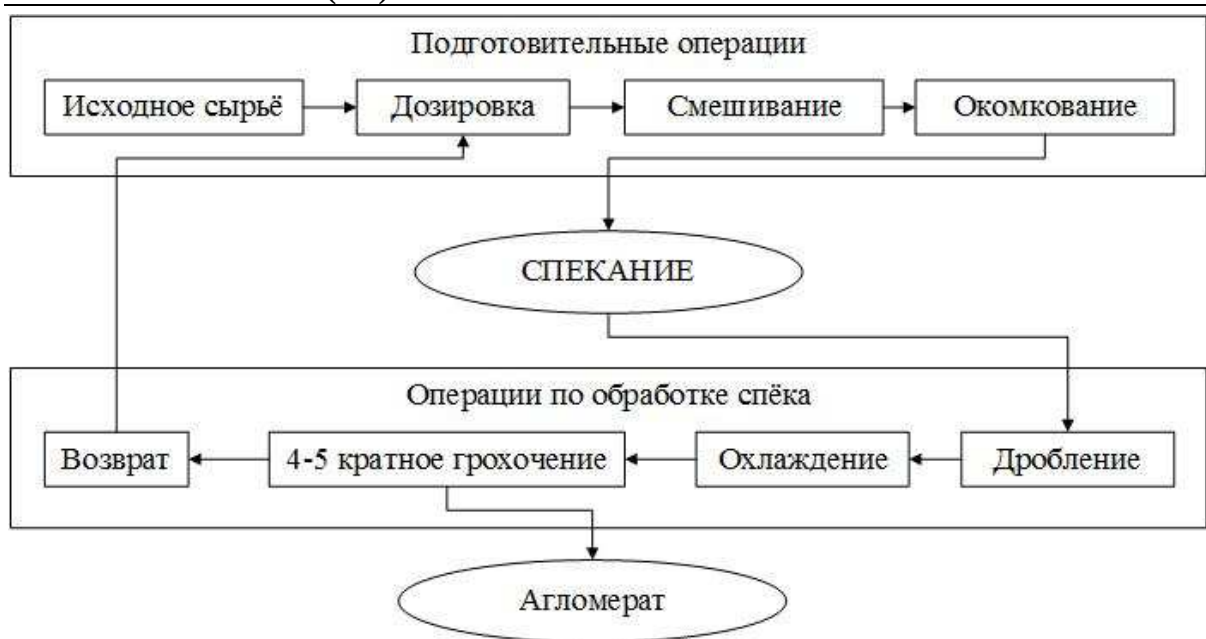 Подготовительные операции
Исходное сырьё
Дозировка
Смешивание
Окомкование
СПЕКАНИЕ
Операции по обработке спёка
Возврат
4-5 кратное грохочение
Охлаждение
Дробление
Агломерат